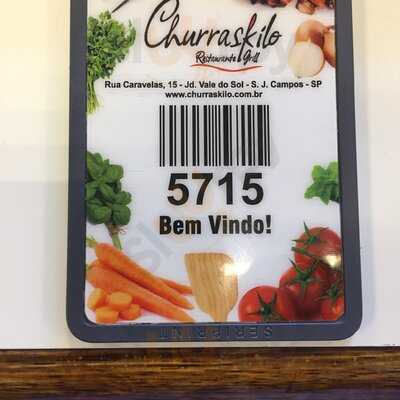 Churraskilo
Restaurante & Grill
Rua Caravelas, 15 - Jd. Vale do Sol - S. J. Campos - SP
www.churraskilo.com.br
5715
Bem Vindo!
SERIPRINT